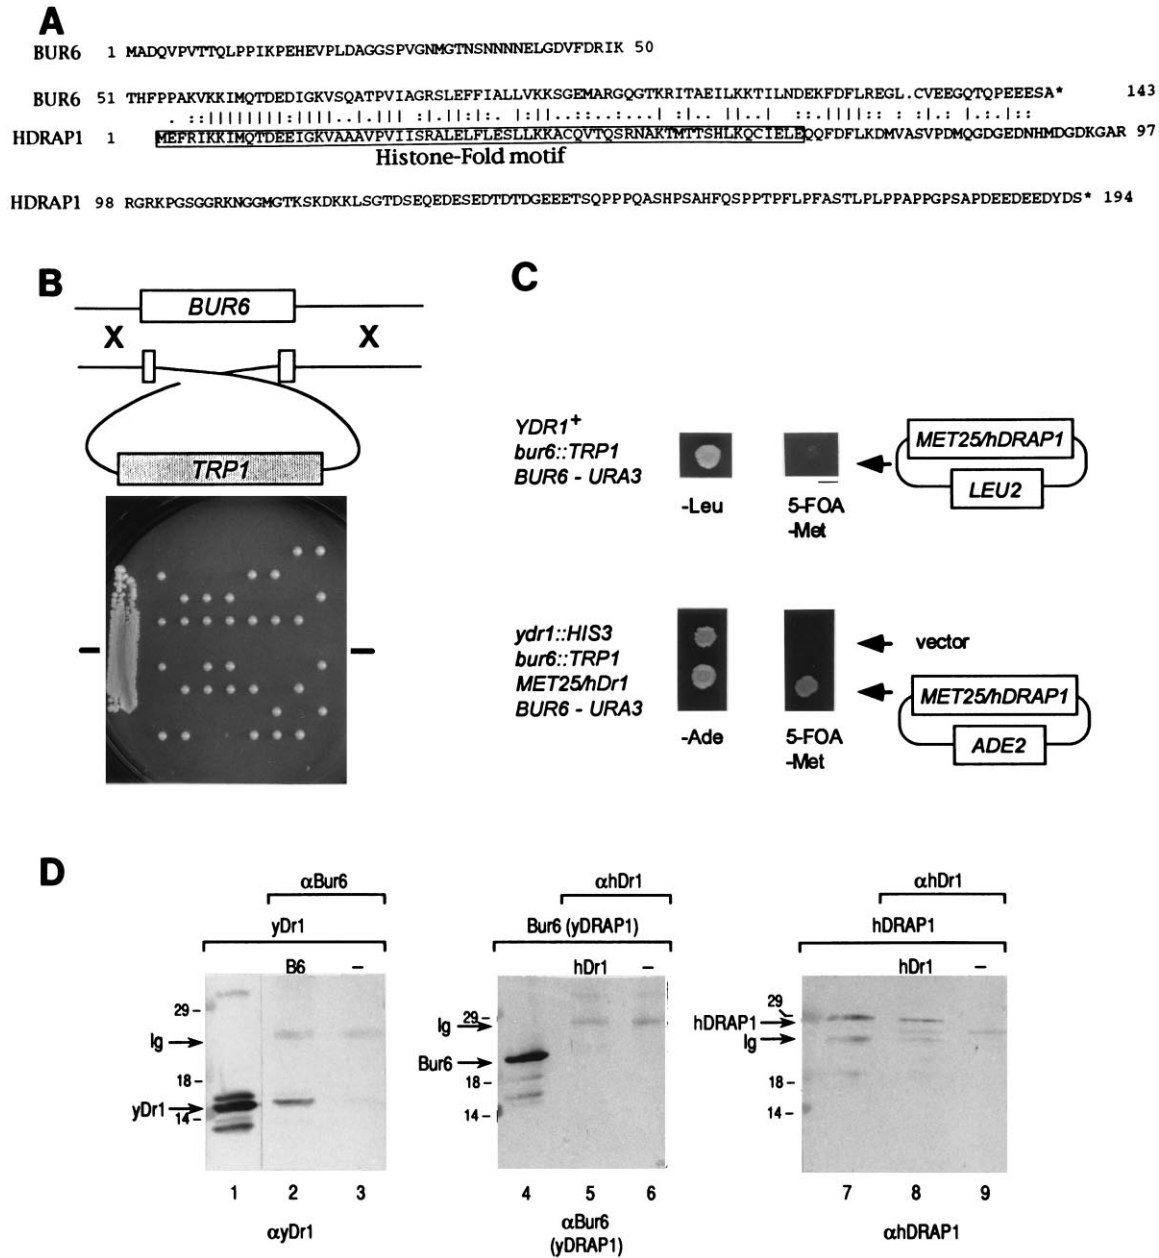 A
BUR6 1 MADQVPVTTQLPPIKPEHEVPLDAGGSPVGNMGTNSNNNNELGDVFDRIK 50
BUR6 51 THFPPAKVKKIMQTDEDIGKVSQATPVIAGRSLEFFIALLVKKSGEMARGQGTKRITAEILKKTILNDEKFDFLREGL.CVEEGQTQPEEESA* 143
HDRAP1 1 MEFRIKKIMQTDEEIGKVAAAVPVIISRALELFLESLLKKACQVTQSRNAKTMTTSHLKQCIELEQQFDFLKDMVASVPDMQGDGEDNHMDGDKGAR 97
Histone-Fold motif
HDRAP1 98 RGRKPGSGGRKNGGMGTKSKDKKLSGTDSEQEDESEDTDTDGEEETSQPPPQASHPSAHFQSPPTPFLPFASTLPLPPAPPGPSAPDEEDEEDYDS* 194
B
BUR6
X X
TRP1
C
YDR1+
bur6::TRP1
BUR6 - URA3
-Leu
5-FOA
-Met
MET25/hDRAP1
LEU2
ydr1::HIS3
bur6::TRP1
MET25/hDr1
BUR6 - URA3
-Ade
5-FOA
-Met
vector
MET25/hDRAP1
ADE2
D
αBur6
yDr1
B6 –
29 –
Ig
18 –
yDr1
14 –
1 2 3
αyDr1
αhDr1
Bur6 (yDRAP1)
hDr1 –
29 –
Ig
Bur6
18 –
14 –
4 5 6
αBur6
(yDRAP1)
αhDr1
hDRAP1
hDr1 –
29
hDRAP1
Ig
18 –
14 –
7 8 9
αhDRAP1